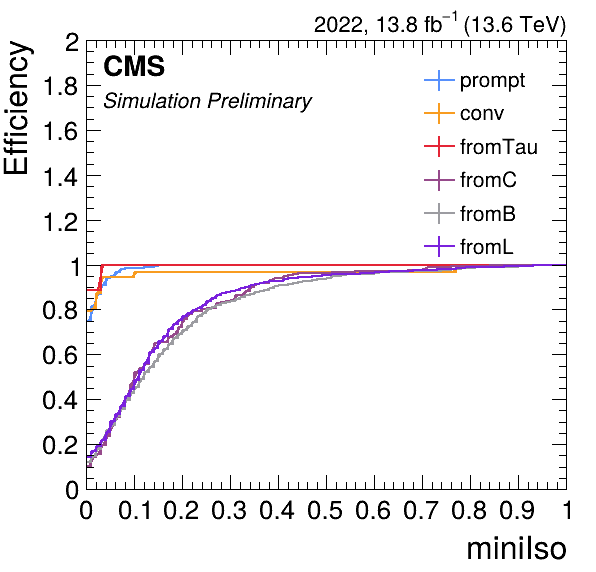 2022, 13.8 fb⁻¹ (13.6 TeV)
CMS
Simulation Preliminary
Efficiency
prompt
conv
fromTau
fromC
fromB
fromL
2
1.8
1.6
1.4
1.2
1
0.8
0.6
0.4
0.2
0
0 0.1 0.2 0.3 0.4 0.5 0.6 0.7 0.8 0.9 1
miniIso